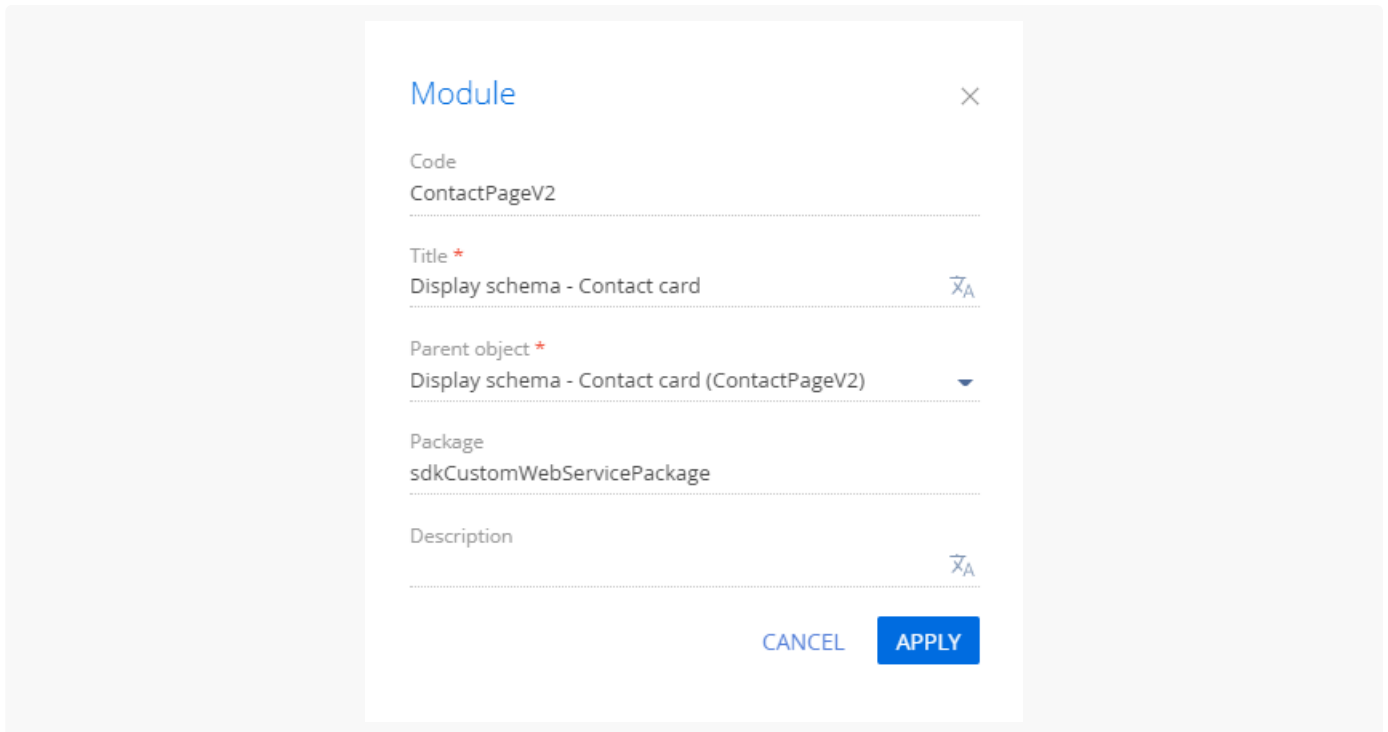 Module
Code
ContactPageV2
Title *
Display schema - Contact card
Parent object *
Display schema - Contact card (ContactPageV2)
Package
sdkCustomWebServicePackage
Description
CANCEL APPLY